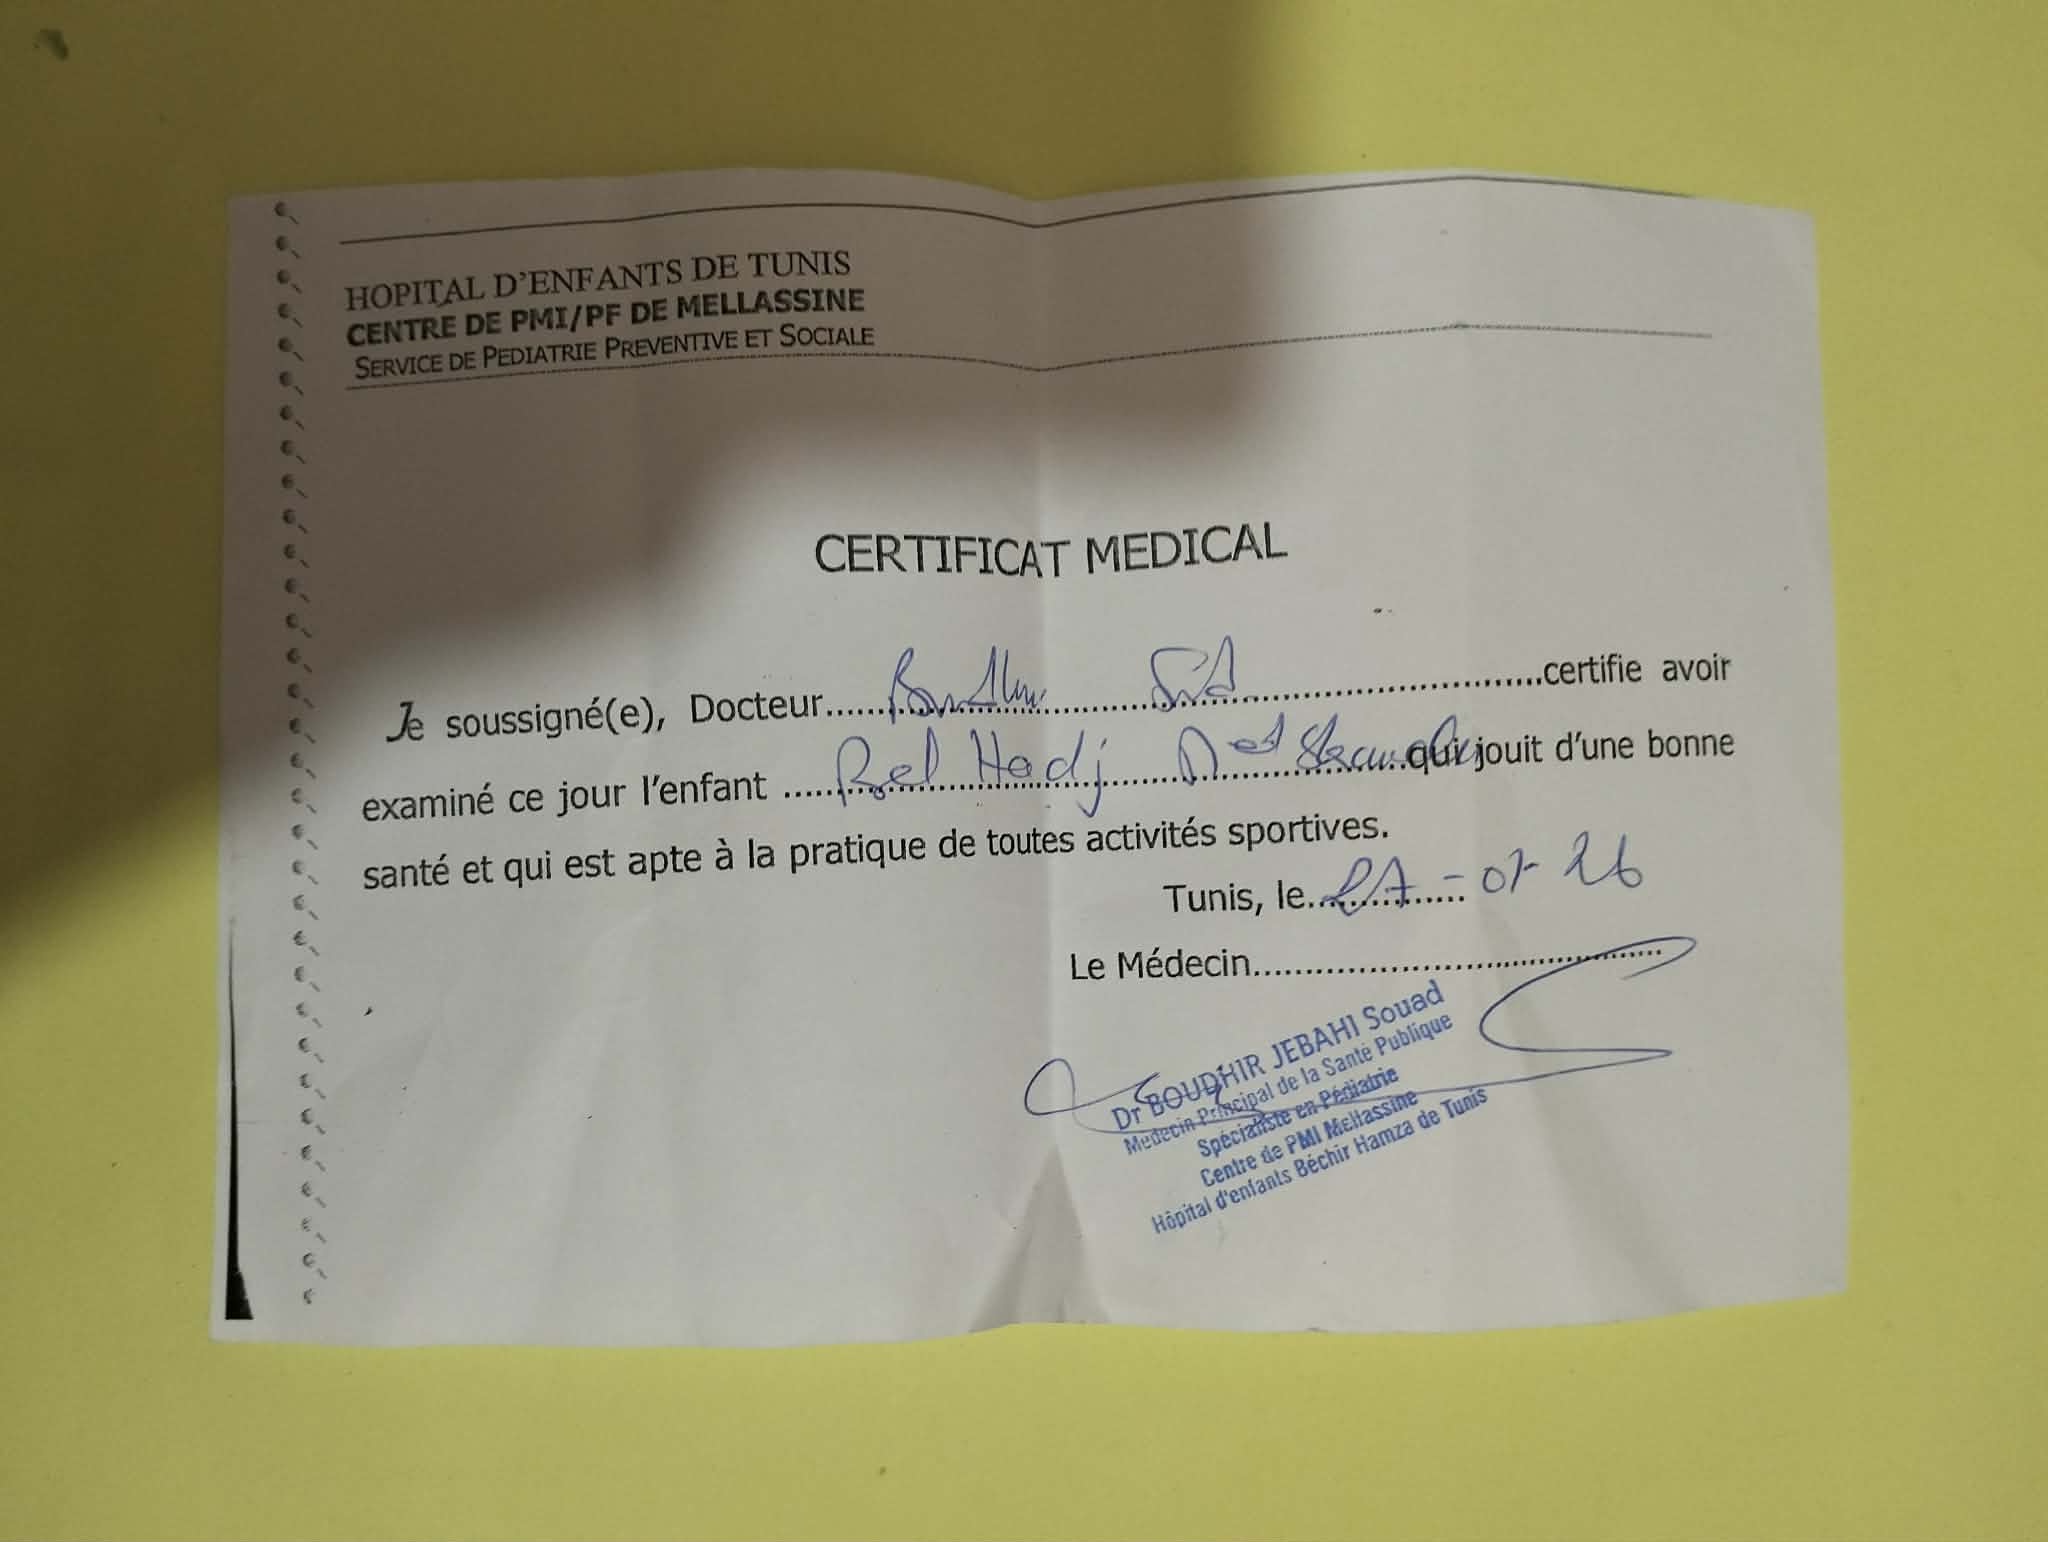 HOPITAL D'ENFANTS DE TUNIS
CENTRE DE PMI/PF DE MELLASSINE
SERVICE DE PEDIATRIE PREVENTIVE ET SOCIALE
CERTIFICAT MEDICAL
Je soussigné(e), Docteur.................certifie avoir
examiné ce jour l'enfant ......Bel Hadj......qui jouit d'une bonne
santé et qui est apte à la pratique de toutes activités sportives.
Tunis, le......... - 01- 26
Le Médecin.......................................
Dr BOUDHIR JEBAHI Souad
Medecin Principal de la Santé Publique
Spécialiste en Pédiatrie
Centre de PMI Mellassine
Hôpital d'enfants Béchir Hamza de Tunis